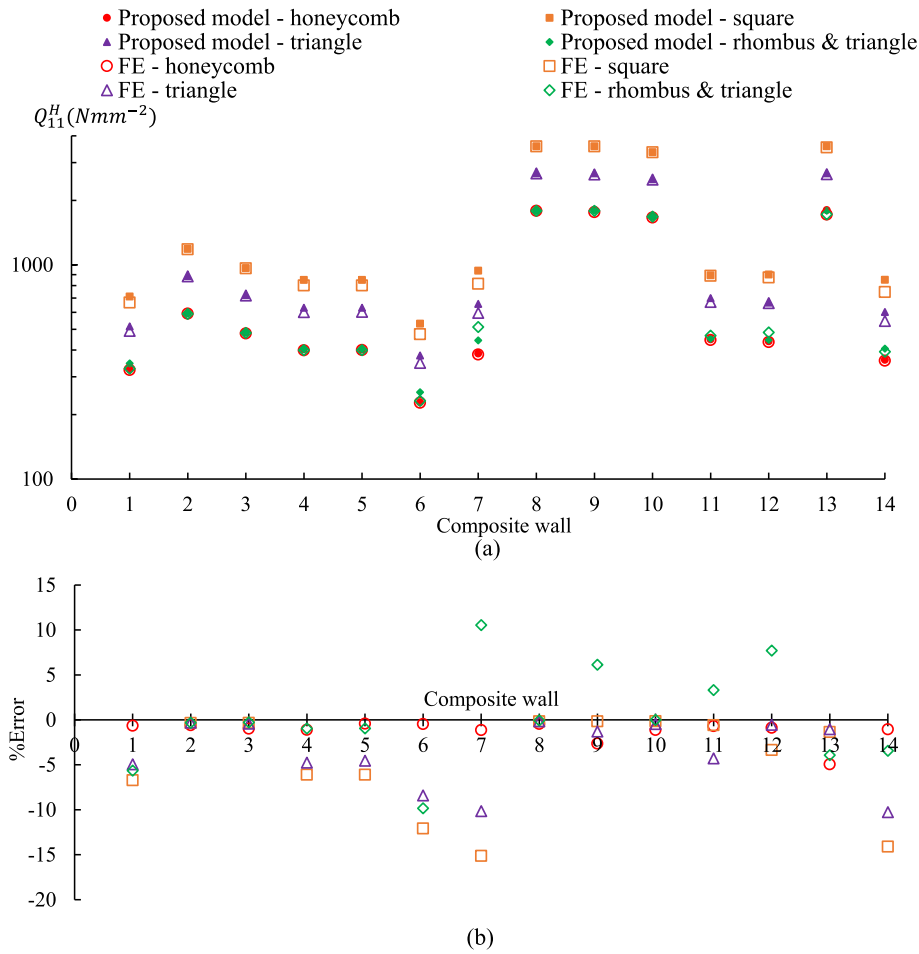 Proposed model - honeycomb
Proposed model - square
Proposed model - triangle
Proposed model - rhombus & triangle
FE - honeycomb
FE - square
FE - triangle
FE - rhombus & triangle
Q₁₁ᴴ(Nmm⁻²)
1000
100
0 1 2 3 4 5 6 7 8 9 10 11 12 13 14
Composite wall
(a)
15
10
5
Composite wall
0
0 1 2 3 4 5 6 7 8 9 10 11 12 13 14
-5
-10
-15
-20
%Error
(b)